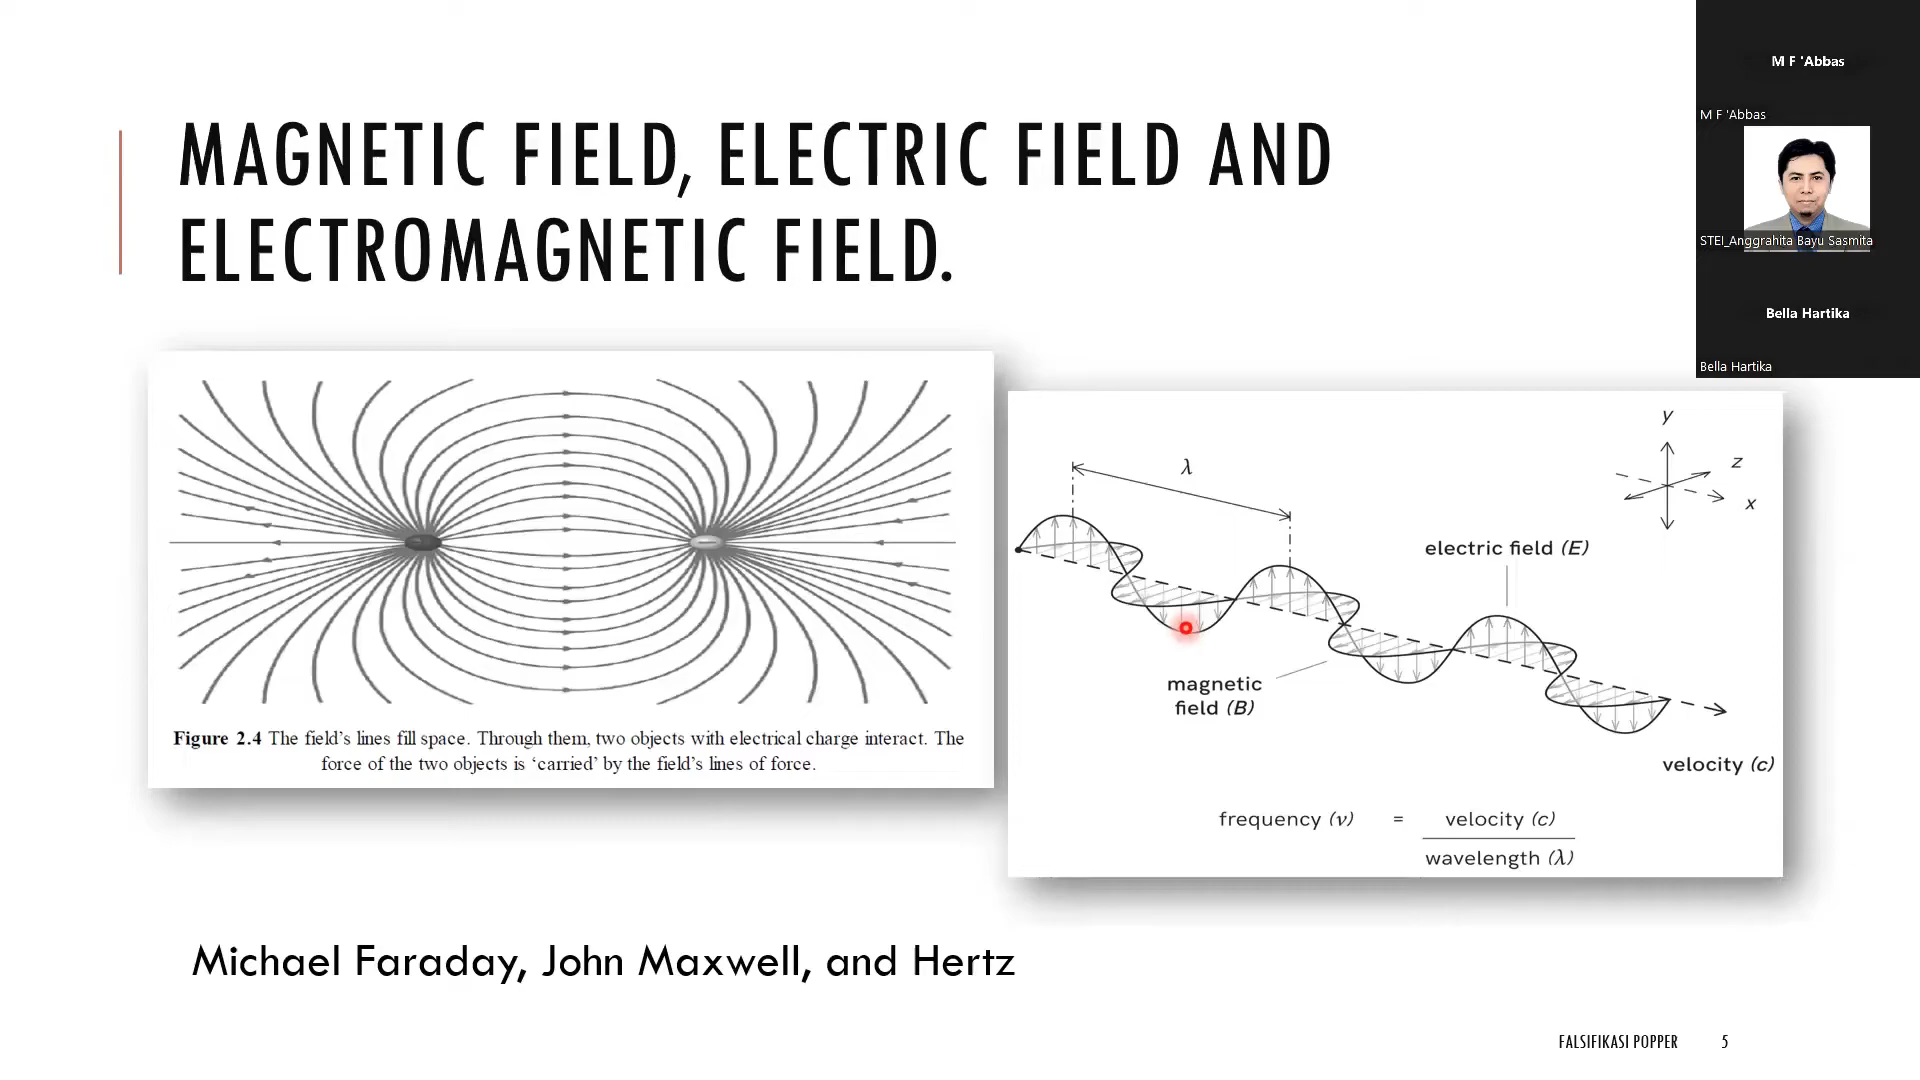 MAGNETIC FIELD, ELECTRIC FIELD AND
ELECTROMAGNETIC FIELD.
M F 'Abbas
M F 'Abbas
STEI_Anggrahita Bayu Sasmita
Bella Hartika
Bella Hartika
Figure 2.4 The field's lines fill space. Through them, two objects with electrical charge interact. The
force of the two objects is 'carried' by the field's lines of force.
y
z
x
λ
electric field (E)
magnetic
field (B)
velocity (c)
frequency (ν) = velocity (c)
wavelength (λ)
Michael Faraday, John Maxwell, and Hertz
FALSIFIKASI POPPER 5